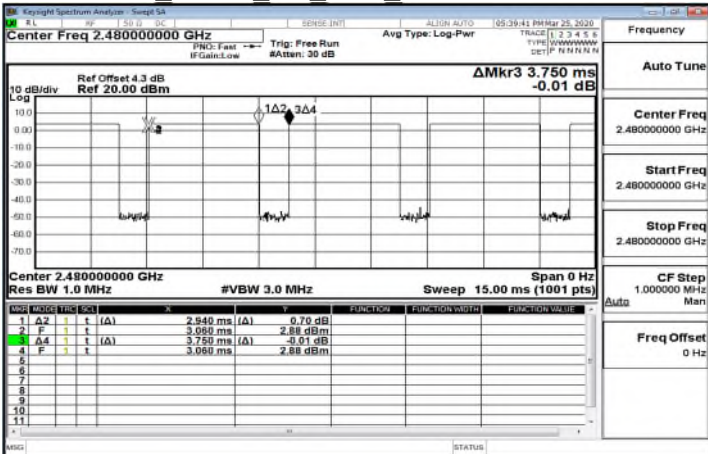 Keysight Spectrum Analyzer - Swept SA
RL RF 50 Ω DC SENSE:INT ALIGN AUTO 05:39:41 PM Mar 25, 2020
Center Freq 2.480000000 GHz
PNO: Fast
IFGain:Low
Trig: Free Run
#Atten: 30 dB
Avg Type: Log-Pwr
TRACE 1 2 3 4 5 6
TYPE WWWWWW
DET P N N N N N
Ref Offset 4.3 dB
10 dB/div Ref 20.00 dBm
ΔMkr3 3.750 ms
-0.01 dB
Log
10.0
0.00
-10.0
-20.0
-30.0
-40.0
-50.0
-60.0
-70.0
1Δ2 3Δ4
Center 2.480000000 GHz Span 0 Hz
Res BW 1.0 MHz #VBW 3.0 MHz Sweep 15.00 ms (1001 pts)
MKR MODE TRC SCL X Y FUNCTION FUNCTION WIDTH FUNCTION VALUE
1 Δ2 1 t (Δ) 2.940 ms (Δ) 0.70 dB
2 F 1 t 3.060 ms 2.88 dBm
3 Δ4 1 t (Δ) 3.750 ms (Δ) -0.01 dB
4 F 1 t 3.060 ms 2.88 dBm
5
6
7
8
9
10
11
MSG STATUS
Frequency
Auto Tune
Center Freq
2.480000000 GHz
Start Freq
2.480000000 GHz
Stop Freq
2.480000000 GHz
CF Step
1.000000 MHz
Auto Man
Freq Offset
0 Hz